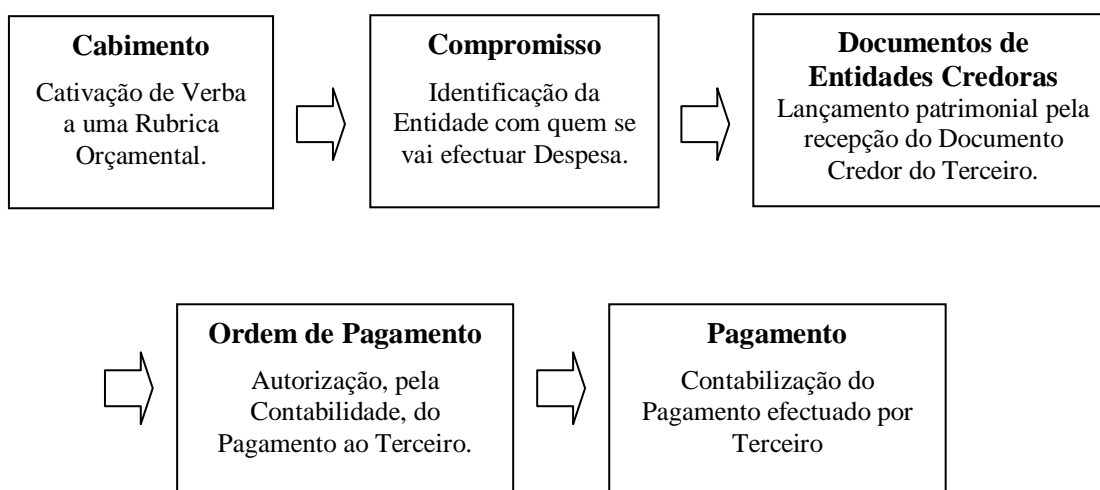 Cabimento
Cativação de Verba
a uma Rubrica
Orçamental.
Compromisso
Identificação da
Entidade com quem se
vai efectuar Despesa.
Documentos de
Entidades Credoras
Lançamento patrimonial pela
recepção do Documento
Credor do Terceiro.
Ordem de Pagamento
Autorização, pela
Contabilidade, do
Pagamento ao Terceiro.
Pagamento
Contabilização do
Pagamento efectuado por
Terceiro